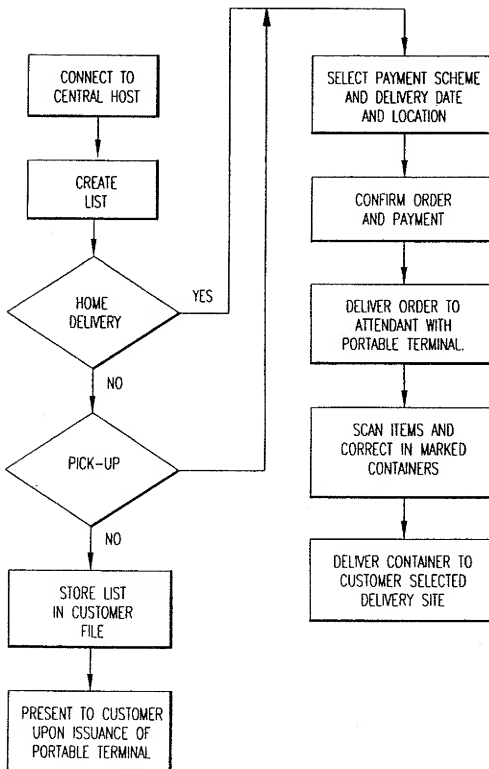 CONNECT TO
CENTRAL HOST
CREATE
LIST
HOME
DELIVERY
YES
NO
PICK-UP
NO
STORE LIST
IN CUSTOMER
FILE
PRESENT TO CUSTOMER
UPON ISSUANCE OF
PORTABLE TERMINAL
SELECT PAYMENT SCHEME
AND DELIVERY DATE
AND LOCATION
CONFIRM ORDER
AND PAYMENT
DELIVER ORDER TO
ATTENDANT WITH
PORTABLE TERMINAL.
SCAN ITEMS AND
CORRECT IN MARKED
CONTAINERS
DELIVER CONTAINER TO
CUSTOMER SELECTED
DELIVERY SITE